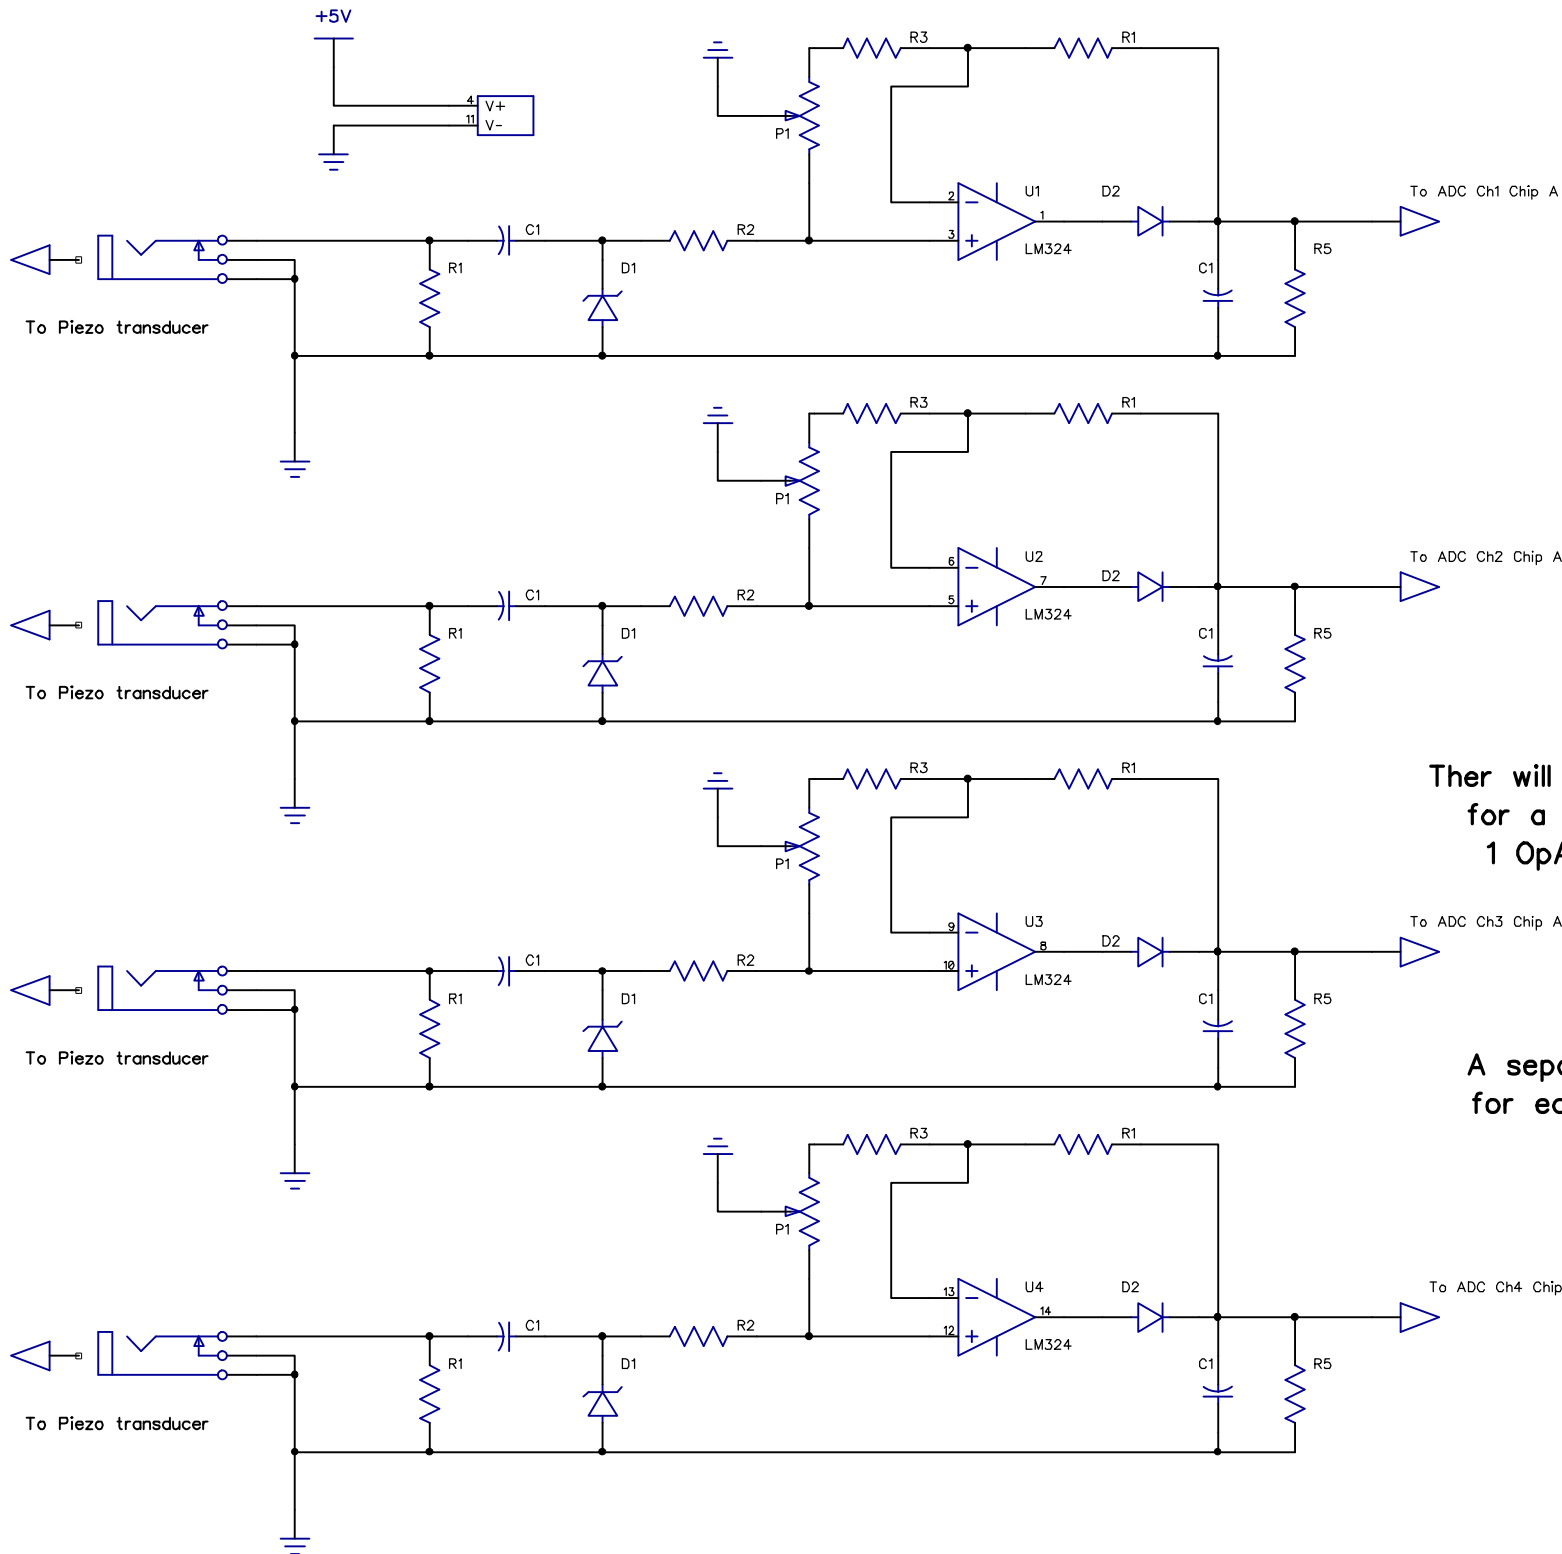 +5V
4 V+
11 V-
R3
R1
P1
2
3
U1
1
LM324
D2
To ADC Ch1 Chip A
C1
R2
R1
D1
C1
R5
To Piezo transducer
R3
R1
P1
6
5
U2
7
LM324
D2
To ADC Ch2 Chip A
C1
R2
R1
D1
C1
R5
To Piezo transducer
Ther will
for a
1 OpA
R3
R1
P1
9
10
U3
8
LM324
D2
To ADC Ch3 Chip A
C1
R2
R1
D1
C1
R5
To Piezo transducer
A sepa
for ea
R3
R1
P1
13
12
U4
14
LM324
D2
To ADC Ch4 Chip
C1
R2
R1
D1
C1
R5
To Piezo transducer